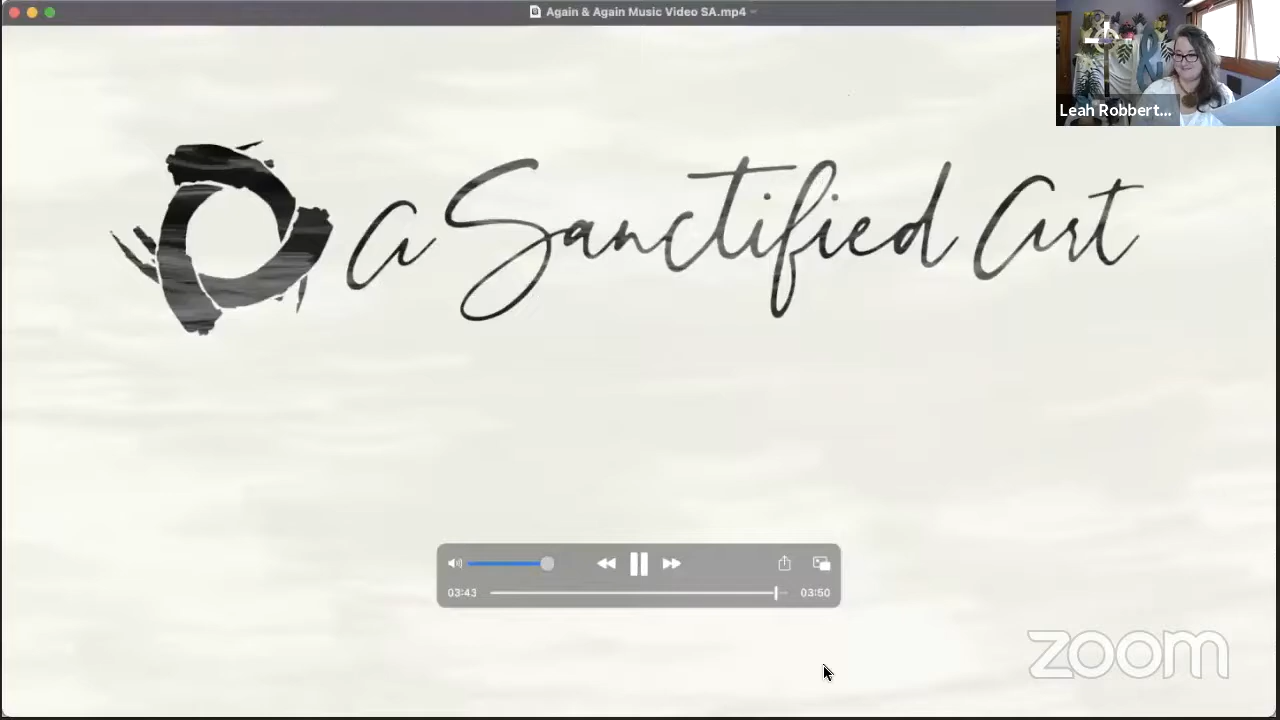 Again & Again Music Video SA.mp4
Leah Robbert...
a Sanctified Art
03:43
03:50
zoom